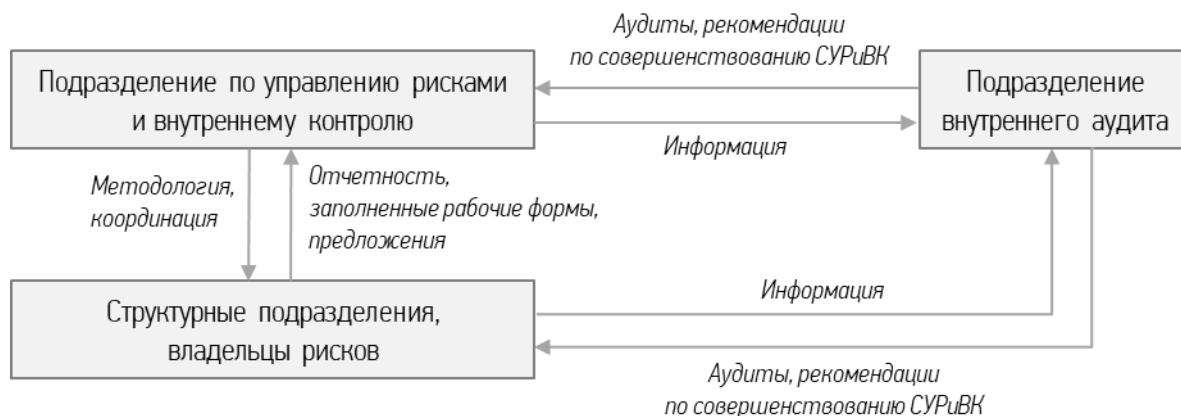 Аудиты, рекомендации
по совершенствованию СУРиВК
Подразделение по управлению рисками
и внутреннему контролю
Подразделение
внутреннего аудита
Информация
Методология,
координация
Отчетность,
заполненные рабочие формы,
предложения
Структурные подразделения,
владельцы рисков
Информация
Аудиты, рекомендации
по совершенствованию СУРиВК